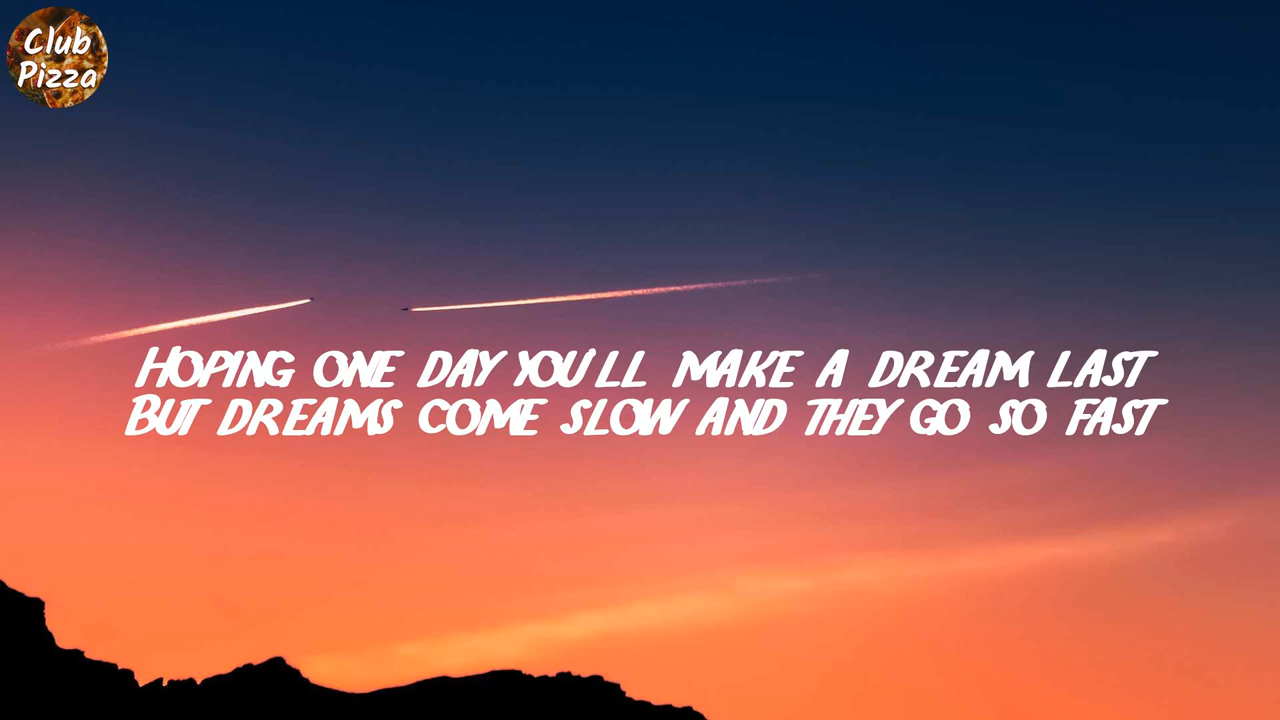 Club
Pizza
HOPING ONE DAY YOU'LL MAKE A DREAM LAST
BUT DREAMS COME SLOW AND THEY GO SO FAST